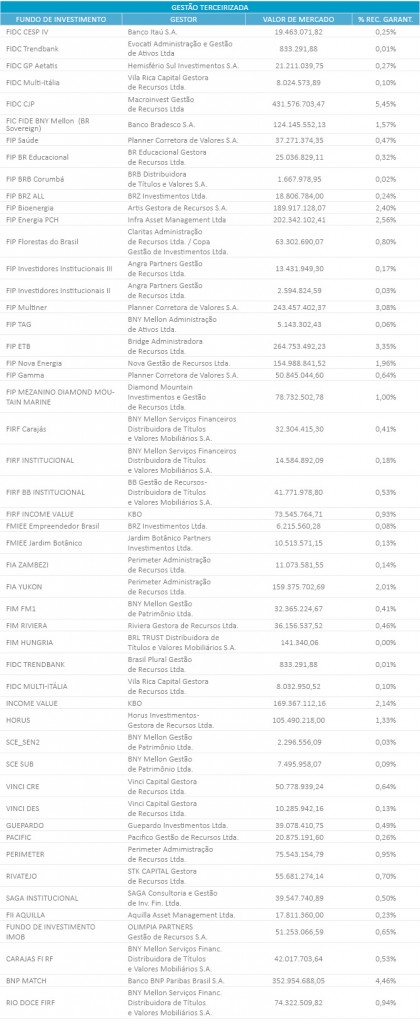 GESTÃO TERCEIRIZADA
FUNDO DE INVESTIMENTO GESTOR VALOR DE MERCADO % REC. GARANT.
FIDC CESP IV Banco Itaú S.A. 19.463.071,82 0,25%
FIDC Trendbank Evocati Administração e Gestão de Ativos Ltda 833.291,88 0,01%
FIDC GP Aetatis Hemisfério Sul Investimentos S.A. 21.211.039,75 0,27%
FIDC Multi-Itália Vila Rica Capital Gestora de Recursos Ltda. 8.024.573,89 0,10%
FIDC CJP Macroinvest Gestão de Recursos Ltda. 431.576.703,47 5,45%
FIC FIDE BNY Mellon (BR Sovereign) Banco Bradesco S.A. 124.145.552,13 1,57%
FIP Saúde Planner Corretora de Valores S.A. 37.271.374,35 0,47%
FIP BR Educacional BR Educacional Gestora de Recursos Ltda. 25.036.829,11 0,32%
FIP BRB Corumbá BRB Distribuidora de Títulos e Valores S.A. 1.667.978,95 0,02%
FIP BRZ ALL BRZ Investimentos Ltda. 18.806.784,00 0,24%
FIP Bioenergia Artis Gestora de Recursos S.A. 189.917.128,07 2,40%
FIP Energia PCH Infra Asset Management Ltda 202.342.102,41 2,56%
FIP Florestas do Brasil Claritas Administração de Recursos Ltda. / Copa Gestão de Investimentos Ltda. 63.302.690,07 0,80%
FIP Investidores Institucionais III Angra Partners Gestão de Recursos Ltda. 13.431.949,30 0,17%
FIP Investidores Institucionais II Angra Partners Gestão de Recursos Ltda. 2.594.824,59 0,03%
FIP Multiner Planner Corretora de Valores S.A. 243.457.402,37 3,08%
FIP TAG BNY Mellon Administração de Ativos Ltda. 5.143.302,43 0,06%
FIP ETB Bridge Administradora de Recursos Ltda. 264.753.492,23 3,35%
FIP Nova Energia Nova Gestão de Recursos Ltda. 154.988.841,52 1,96%
FIP Gamma Planner Corretora de Valores S.A. 50.845.044,60 0,64%
FIP MEZANINO DIAMOND MOU-
TAIN MARINE Diamond Mountain Investimentos e Gestão de Recursos Ltda. 78.732.502,78 1,00%
FIRF Carajás BNY Mellon Serviços Financeiros Distribuidora de Títulos e Valores Mobiliários S.A. 32.304.415,30 0,41%
FIRF INSTITUCIONAL BNY Mellon Serviços Financeiros Distribuidora de Títulos e Valores Mobiliários S.A. 14.584.892,09 0,18%
FIRF BB INSTITUCIONAL BB Gestão de Recursos- Distribuidora de Títulos e Valores Mobiliários S.A. 41.771.978,80 0,53%
FIRF INCOME VALUE KBO 73.545.764,71 0,93%
FMIEE Empreendedor Brasil BRZ Investimentos Ltda. 6.215.560,28 0,08%
FMIEE Jardim Botânico Jardim Botânico Partners Investimentos Ltda. 10.513.571,15 0,13%
FIA ZAMBEZI Perimeter Administração de Recursos Ltda. 11.073.581,55 0,14%
FIA YUKON Perimeter Administração de Recursos Ltda. 159.375.702,69 2,01%
FIM FM1 BNY Mellon Gestão de Patrimônio Ltda. 32.365.224,67 0,41%
FIM RIVIERA Riviera Gestora de Recursos Ltda. 36.156.537,52 0,46%
FIM HUNGRIA BRL TRUST Distribuidora de Títulos e Valores Mobiliários S.A. 141.340,06 0,00%
FIDC TRENDBANK Brasil Plural Gestão de Recursos Ltda. 833.291,88 0,01%
FIDC MULTI-ITÁLIA Vila Rica Capital Gestora de Recursos Ltda. 8.032.950,52 0,10%
INCOME VALUE KBO 169.367.112,16 2,14%
HORUS Horus Investimentos- Gestora de Recursos Ltda. 105.490.218,00 1,33%
SCE_SEN2 BNY Mellon Gestão de Patrimônio Ltda. 2.296.556,09 0,03%
SCE SUB BNY Mellon Gestão de Patrimônio Ltda. 7.495.958,07 0,09%
VINCI CRE Vinci Capital Gestora de Recursos Ltda. 50.778.939,24 0,64%
VINCI DES Vinci Capital Gestora de Recursos Ltda. 10.285.942,16 0,13%
GUEPARDO Guepardo Investimentos Ltda. 39.078.410,75 0,49%
PACIFIC Pacifico Gestão de Recursos Ltda. 20.875.191,60 0,26%
PERIMETER Perimeter Administração de Recursos Ltda. 75.543.154,79 0,95%
RIVATEJO STK CAPITAL Gestora de Recursos Ltda. 55.681.274,14 0,70%
SAGA INSTITUCIONAL SAGA Consultoria e Gestão de Inv. Fin. Ltda. 39.547.740,89 0,50%
FII AQUILLA Aquilla Asset Management Ltda. 17.811.360,00 0,23%
FUNDO DE INVESTIMENTO IMOB OLIMPIA PARTNERS Gestão de Recursos S.A. 51.253.066,59 0,65%
CARAJAS FI RF BNY Mellon Serviços Financ. Distribuidora de Títulos e Valores Mobiliários S.A. 42.017.703,64 0,53%
BNP MATCH Banco BNP Paribas Brasil S.A. 352.954.688,05 4,46%
RIO DOCE FIRF BNY Mellon Serviços Financ. Distribuidora de Títulos e Valores Mobiliários S.A. 74.322.509,82 0,94%